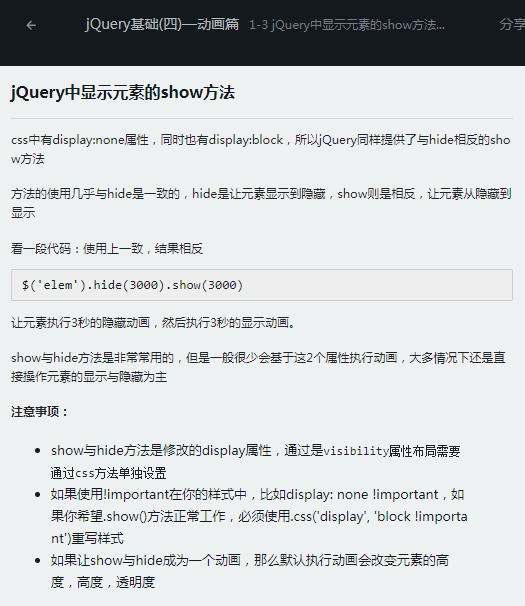 jQuery基础(四)—动画篇 1-3 jQuery中显示元素的show方法... 分享
jQuery中显示元素的show方法
css中有display:none属性，同时也有display:block，所以jQuery同样提供了与hide相反的sho
w方法
方法的使用几乎与hide是一致的，hide是让元素显示到隐藏，show则是相反，让元素从隐藏到
显示
看一段代码：使用上一致，结果相反
$('elem').hide(3000).show(3000)
让元素执行3秒的隐藏动画，然后执行3秒的显示动画。
show与hide方法是非常常用的，但是一般很少会基于这2个属性执行动画，大多情况下还是直
接操作元素的显示与隐藏为主
注意事项：
show与hide方法是修改的display属性，通过是visibility属性布局需要
通过css方法单独设置
如果使用!important在你的样式中，比如display: none !important，如
果你希望.show()方法正常工作，必须使用.css('display', 'block !importa
nt')重写样式
如果让show与hide成为一个动画，那么默认执行动画会改变元素的高
度，高度，透明度